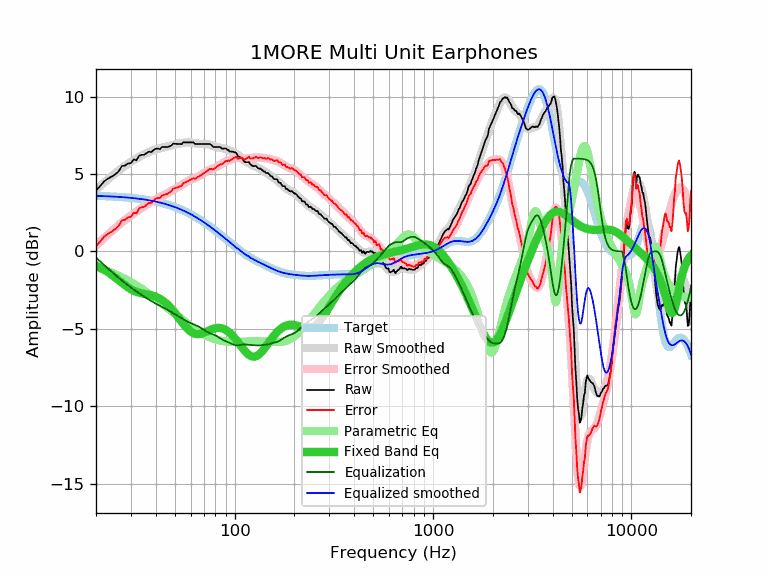 1MORE Multi Unit Earphones
10
5
0
−5
−10
−15
Amplitude (dBr)
Target
Raw Smoothed
Error Smoothed
Raw
Error
Parametric Eq
Fixed Band Eq
Equalization
Equalized smoothed
100
1000
10000
Frequency (Hz)